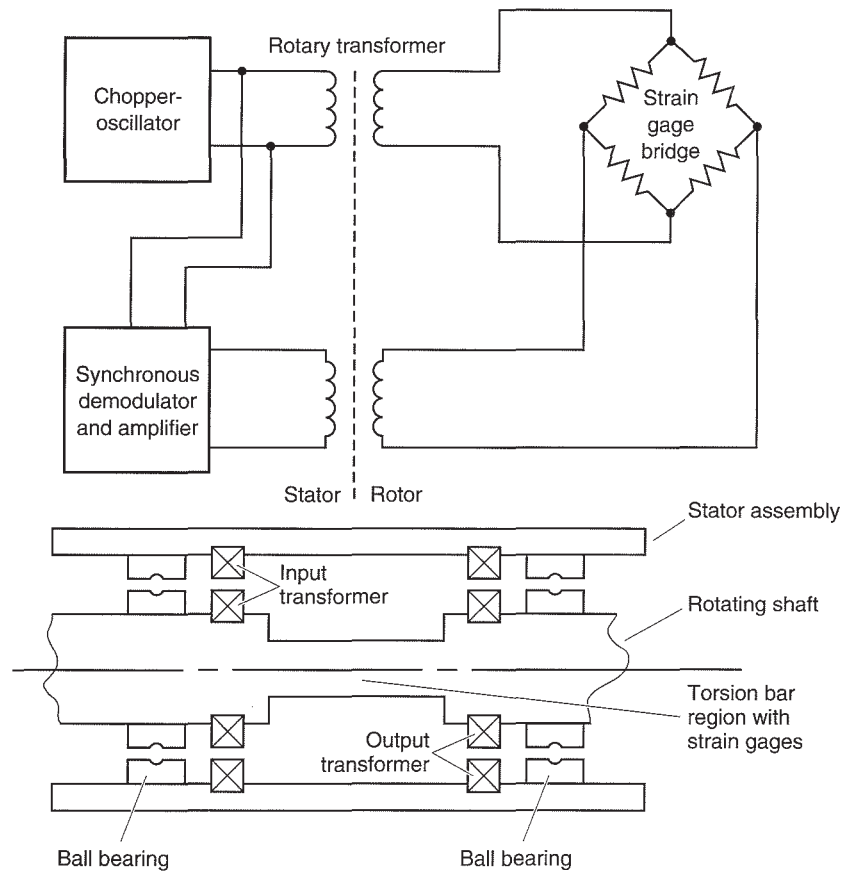 Rotary transformer
Chopper-
oscillator
Strain
gage
bridge
Synchronous
demodulator
and amplifier
Stator
Rotor
Stator assembly
Input
transformer
Rotating shaft
Torsion bar
region with
strain gages
Output
transformer
Ball bearing
Ball bearing